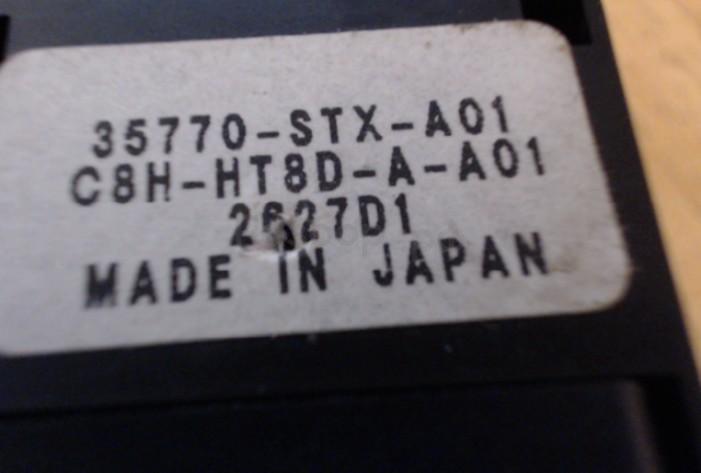 35770-STX-A01
C8H-HT8D-A-A01
2627D1
MADE IN JAPAN